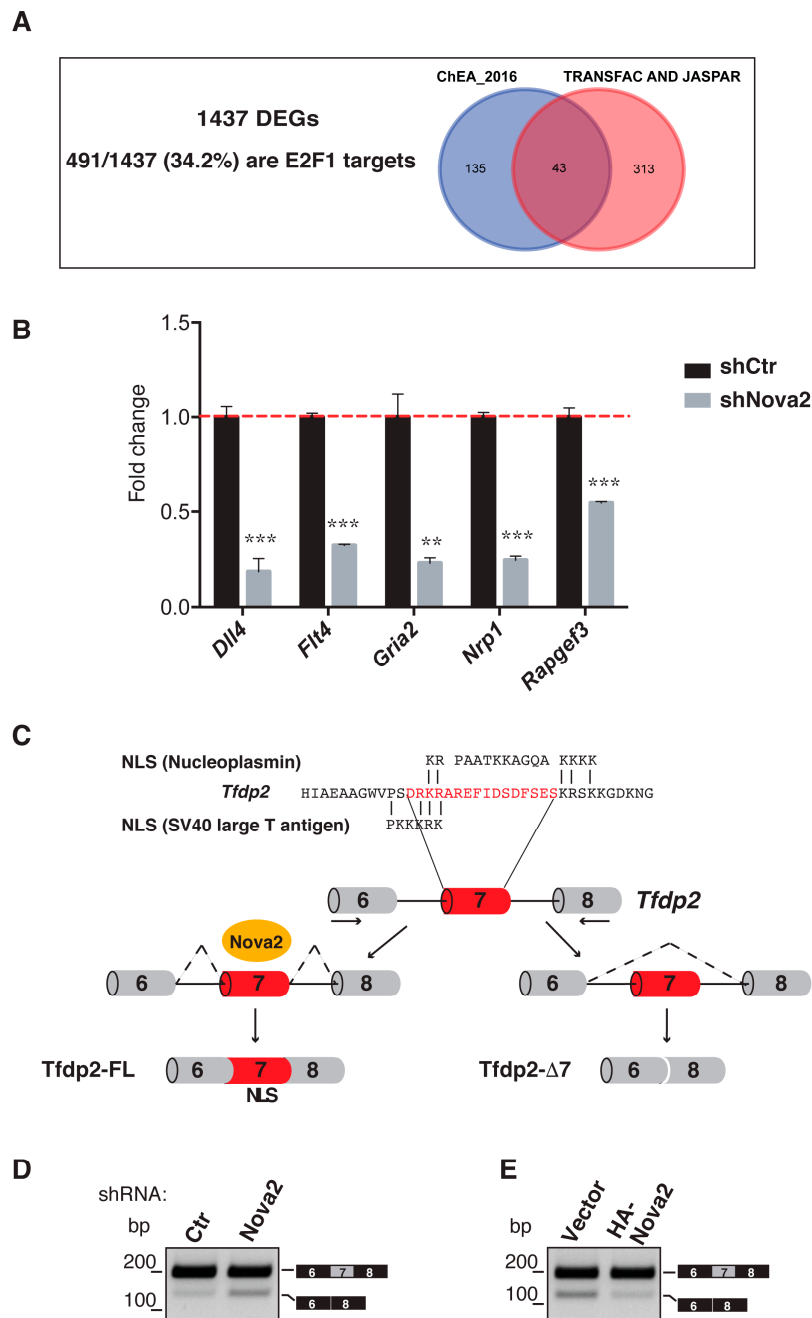 A
ChEA_2016
TRANSFAC AND JASPAR
1437 DEGs
491/1437 (34.2%) are E2F1 targets
135
43
313
B
1.5
1.0
0.5
0.0
Fold change
shCtr
shNova2
***
***
**
***
***
Dll4
Flt4
Gria2
Nrp1
Rapgef3
C
NLS (Nucleoplasmin)
KR PAATKKAGQA KKKK
Tfdp2
HIAEAAGWVPSDRKRAREFIDSDFSESKRSKKGDKNG
NLS (SV40 large T antigen)
PKKKRK
6
7
8
Tfdp2
Nova2
6
7
8
6
7
8
Tfdp2-FL
6
7
8
NLS
Tfdp2-Δ7
6
8
D
shRNA:
bp
Ctr
Nova2
200
100
6 7 8
6 8
E
bp
Vector
HA-
Nova2
200
100
6 7 8
6 8